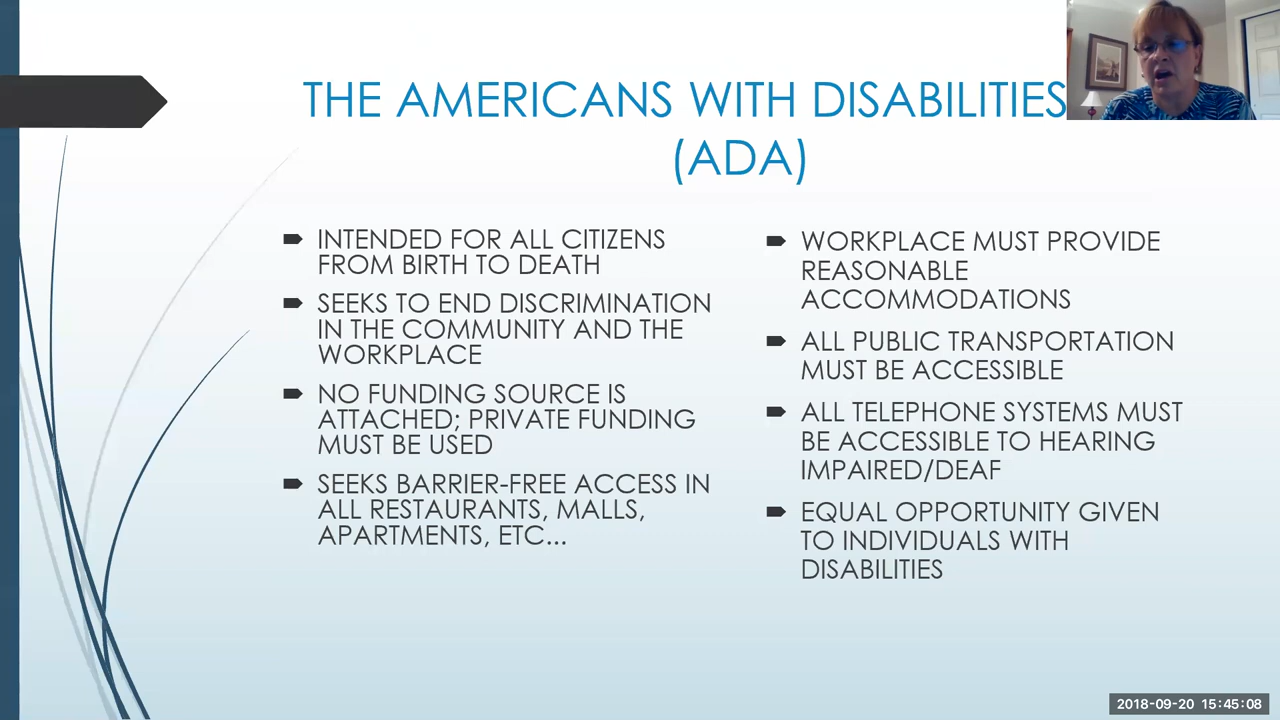 THE AMERICANS WITH DISABILITIES
(ADA)
INTENDED FOR ALL CITIZENS
FROM BIRTH TO DEATH
SEEKS TO END DISCRIMINATION
IN THE COMMUNITY AND THE
WORKPLACE
NO FUNDING SOURCE IS
ATTACHED; PRIVATE FUNDING
MUST BE USED
SEEKS BARRIER-FREE ACCESS IN
ALL RESTAURANTS, MALLS,
APARTMENTS, ETC...
WORKPLACE MUST PROVIDE
REASONABLE
ACCOMMODATIONS
ALL PUBLIC TRANSPORTATION
MUST BE ACCESSIBLE
ALL TELEPHONE SYSTEMS MUST
BE ACCESSIBLE TO HEARING
IMPAIRED/DEAF
EQUAL OPPORTUNITY GIVEN
TO INDIVIDUALS WITH
DISABILITIES
2018-09-20 15:45:08